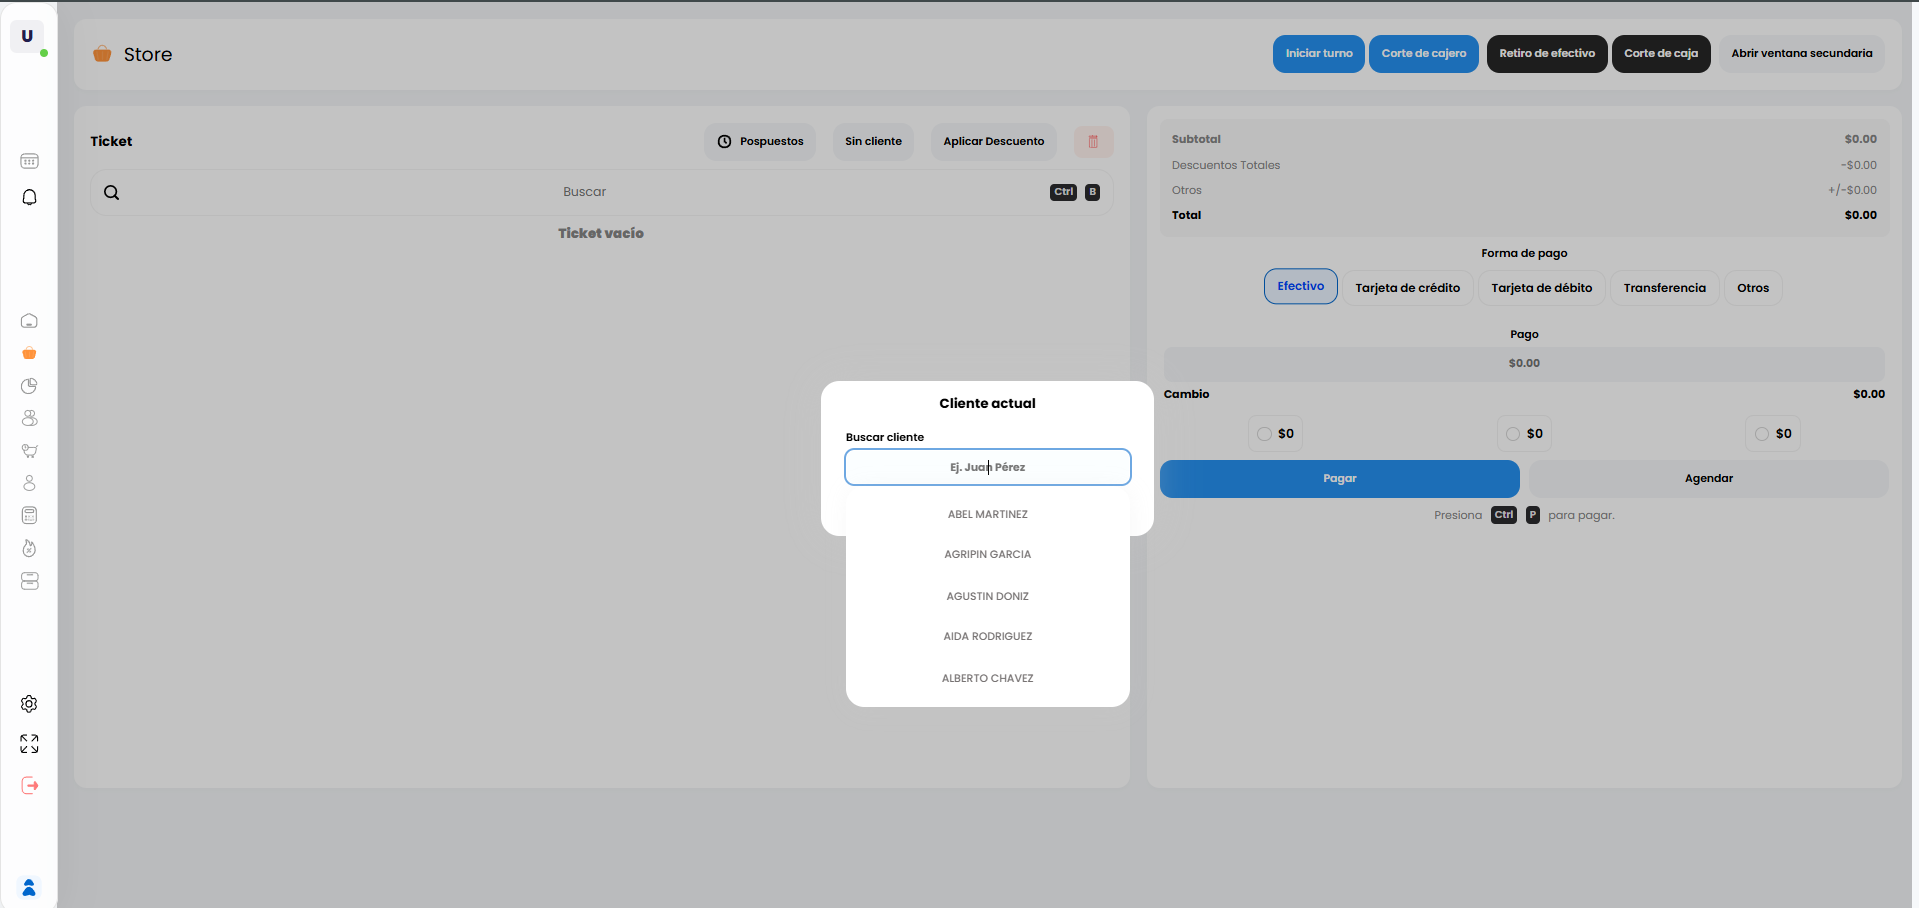 U
Store
Iniciar turno
Corte de cajero
Retiro de efectivo
Corte de caja
Abrir ventana secundaria
Ticket
Pospuestos
Sin cliente
Aplicar Descuento
Buscar
Ctrl B
Ticket vacío
Subtotal $0.00
Descuentos Totales -$0.00
Otros +/-$0.00
Total $0.00
Forma de pago
Efectivo
Tarjeta de crédito
Tarjeta de débito
Transferencia
Otros
Pago
$0.00
Cambio $0.00
$0
$0
$0
Pagar
Agendar
Presiona Ctrl P para pagar.
Cliente actual
Buscar cliente
Ej. Juan Pérez
ABEL MARTINEZ
AGRIPIN GARCIA
AGUSTIN DONIZ
AIDA RODRIGUEZ
ALBERTO CHAVEZ